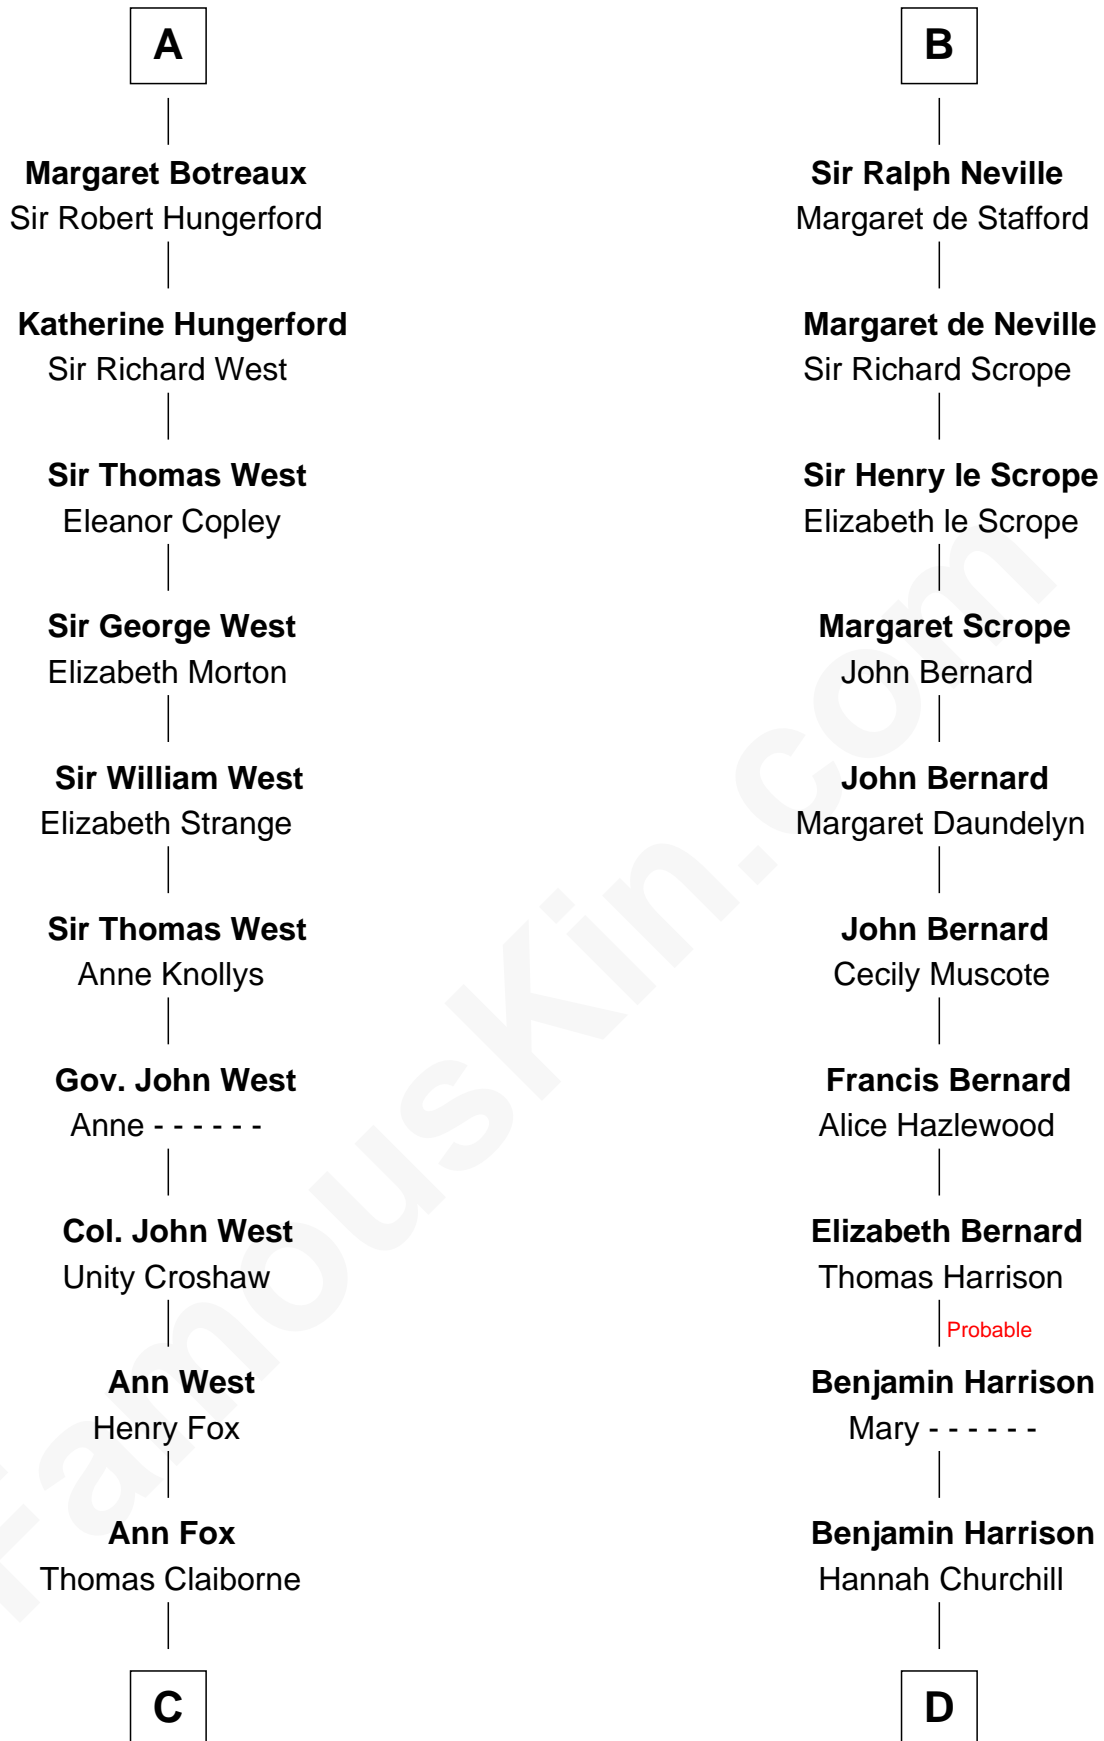 A
Margaret Botreaux
Sir Robert Hungerford
Katherine Hungerford
Sir Richard West
Sir Thomas West
Eleanor Copley
Sir George West
Elizabeth Morton
Sir William West
Elizabeth Strange
Sir Thomas West
Anne Knollys
Gov. John West
Anne - - - - - -
Col. John West
Unity Croshaw
Ann West
Henry Fox
Ann Fox
Thomas Claiborne
C
B
Sir Ralph Neville
Margaret de Stafford
Margaret de Neville
Sir Richard Scrope
Sir Henry le Scrope
Elizabeth le Scrope
Margaret Scrope
John Bernard
John Bernard
Margaret Daundelyn
John Bernard
Cecily Muscote
Francis Bernard
Alice Hazlewood
Elizabeth Bernard
Thomas Harrison
Probable
Benjamin Harrison
Mary - - - - - -
Benjamin Harrison
Hannah Churchill
D
FamousKin.com